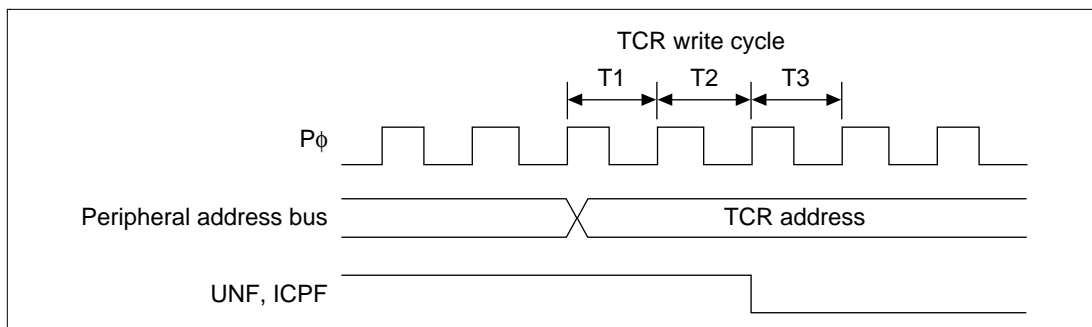 TCR write cycle
T1 T2 T3
Pϕ
Peripheral address bus
TCR address
UNF, ICPF